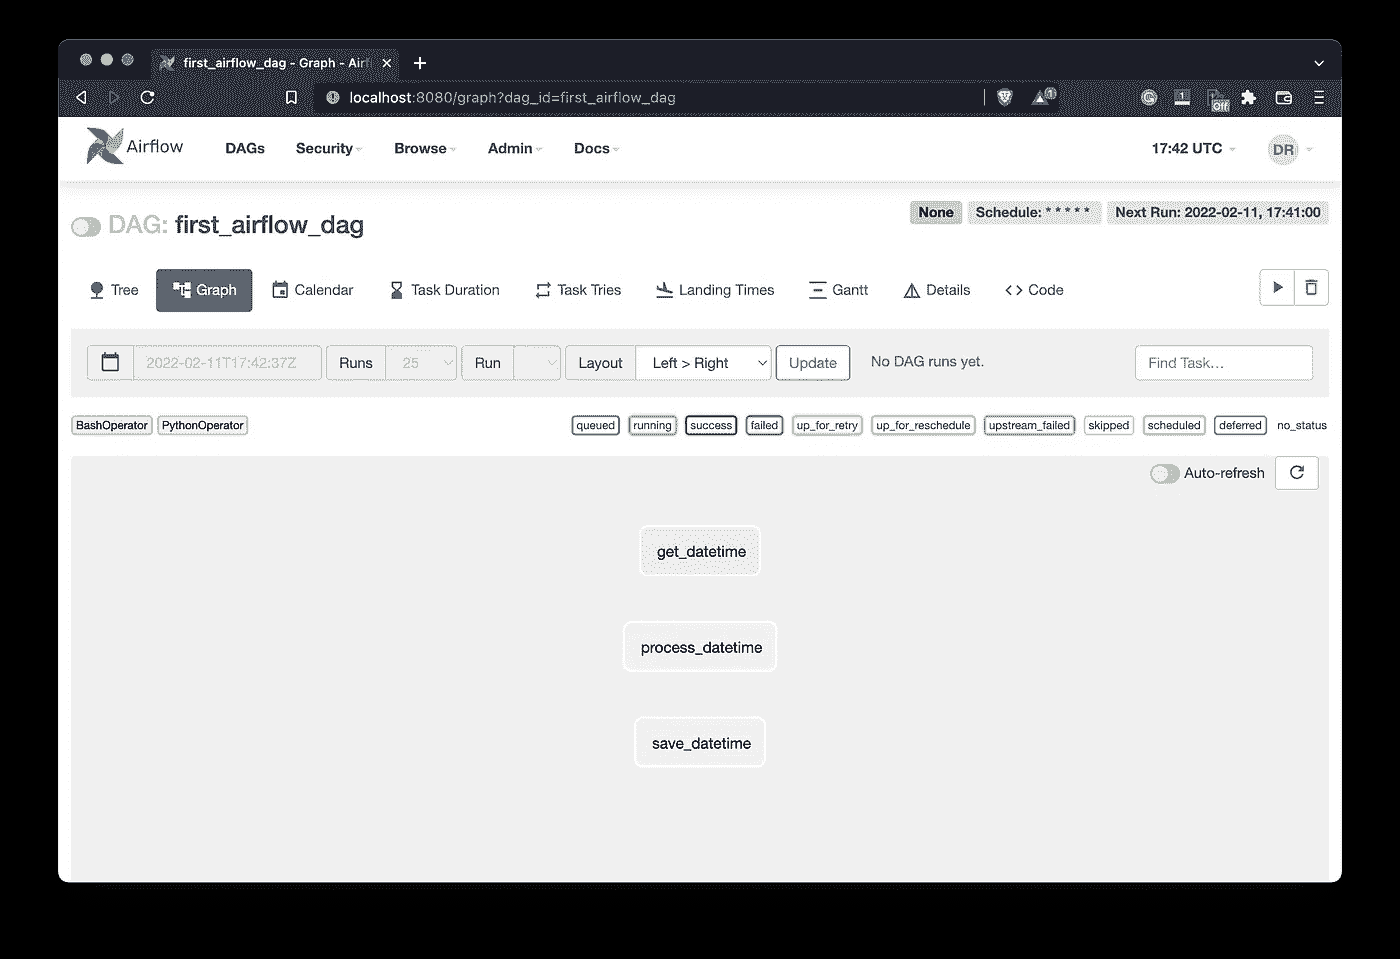 first_airflow_dag - Graph - Airf
localhost:8080/graph?dag_id=first_airflow_dag
1
1
Off
Airflow DAGs Security Browse Admin Docs 17:42 UTC DR
None Schedule: * * * * * Next Run: 2022-02-11, 17:41:00
DAG: first_airflow_dag
Tree Graph Calendar Task Duration Task Tries Landing Times Gantt Details Code
2022-02-11T17:42:37Z Runs 25 Run Layout Left > Right Update No DAG runs yet. Find Task...
BashOperator PythonOperator queued running success failed up_for_retry up_for_reschedule upstream_failed skipped scheduled deferred no_status
Auto-refresh
get_datetime
process_datetime
save_datetime